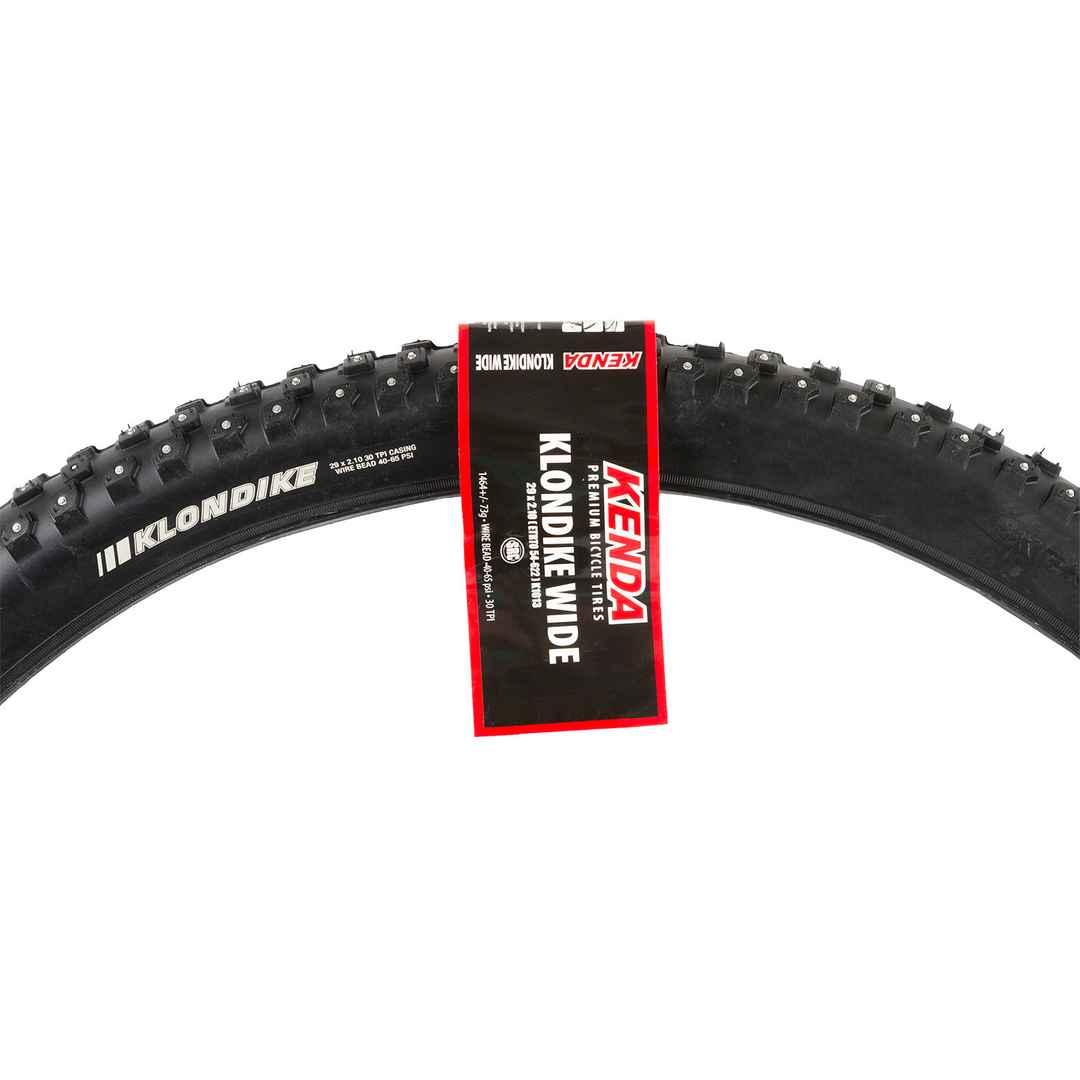 KLONDIKE
29 x 2.10 30 TPI CASING
WIRE BEAD 40-65 PSI
KENDA
KLONDIKE WIDE
KENDA
PREMIUM BICYCLE TIRES
KLONDIKE WIDE
29 x 2.10 (ETRTO 54-622) K1013
SRC
1464+/- 73g • WIRE BEAD •40-65 psi • 30 TPI